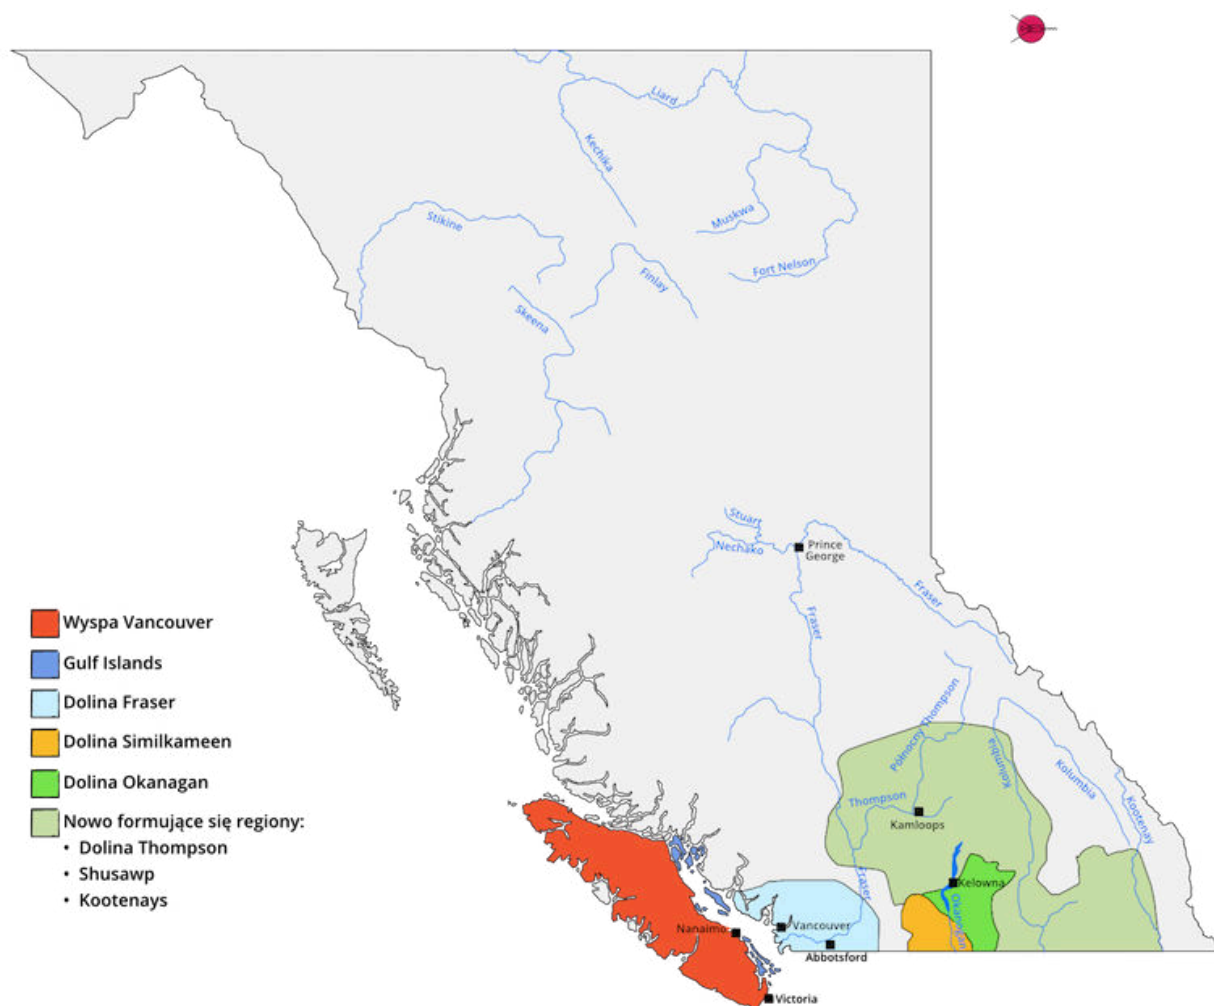 Liard
Kechika
Stikine
Muskwa
Fort Nelson
Finlay
Skeena
Stuart
Nechako
Prince
George
Fraser
Fraser
Wyspa Vancouver
Gulf Islands
Dolina Fraser
Dolina Similkameen
Dolina Okanagan
Nowo formujące się regiony:
• Dolina Thompson
• Shusawp
• Kootenays
Północny Thompson
Kolumbia
Kolumbia
Kootenay
Thompson
Kamloops
Fraser
Kelowna
Okanagan
Nanaimo
Vancouver
Abbotsford
Victoria